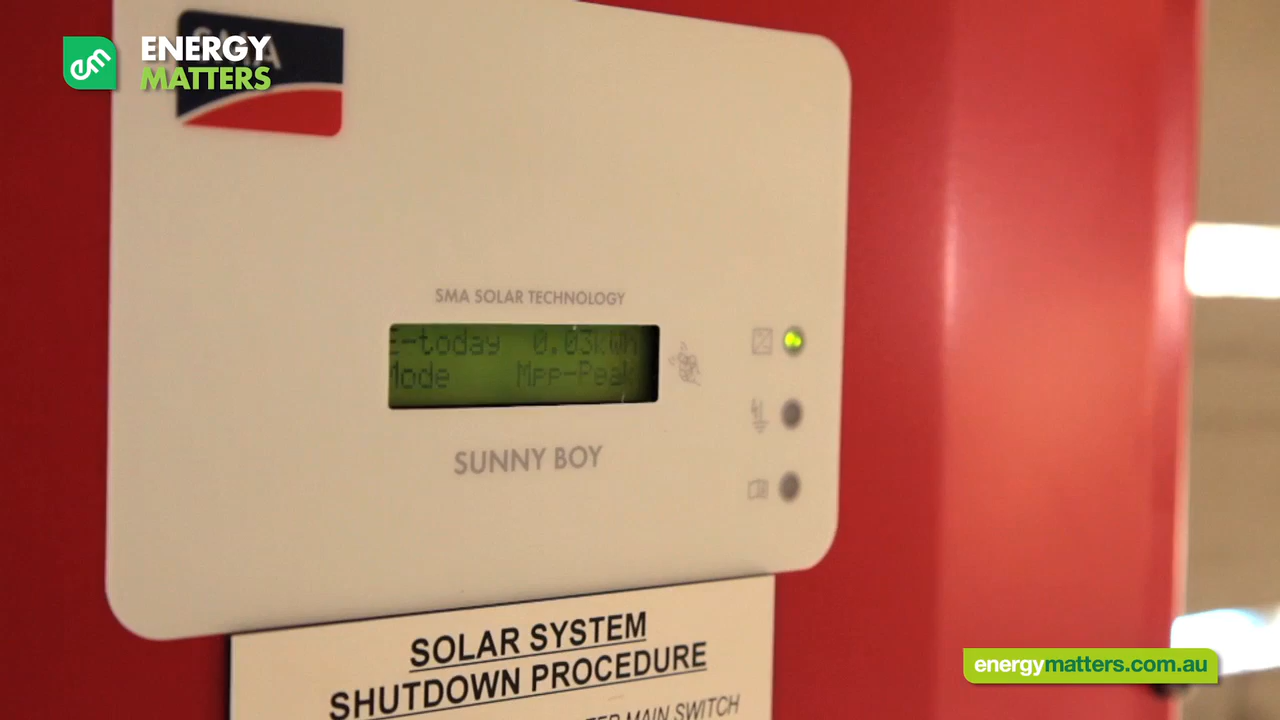 ENERGY
MATTERS
SMA
SMA SOLAR TECHNOLOGY
E-today 0.03kWh
Mode Mpp-Peak
SUNNY BOY
SOLAR SYSTEM
SHUTDOWN PROCEDURE
MAIN SWITCH
energymatters.com.au